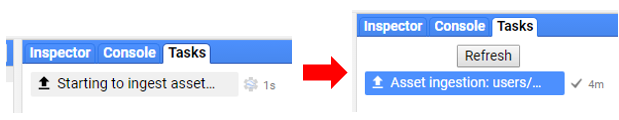 Inspector Console Tasks
Starting to ingest asset... 1s
Inspector Console Tasks
Refresh
Asset ingestion: users/... 4m